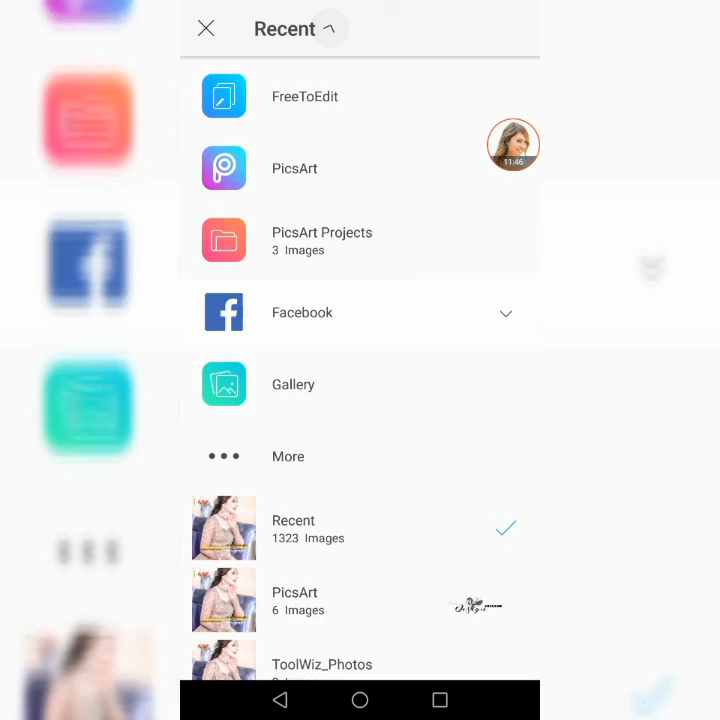 Recent
FreeToEdit
11:46
PicsArt
PicsArt Projects
3 Images
Facebook
Gallery
More
Recent
1323 Images
PicsArt
6 Images
ToolWiz_Photos